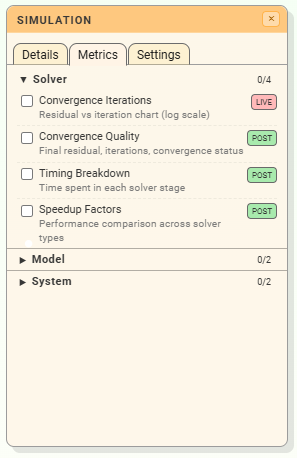 SIMULATION ×
Details Metrics Settings
▼ Solver 0/4
Convergence Iterations LIVE
Residual vs iteration chart (log scale)
Convergence Quality POST
Final residual, iterations, convergence status
Timing Breakdown POST
Time spent in each solver stage
Speedup Factors POST
Performance comparison across solver
types
▶ Model 0/2
▶ System 0/2